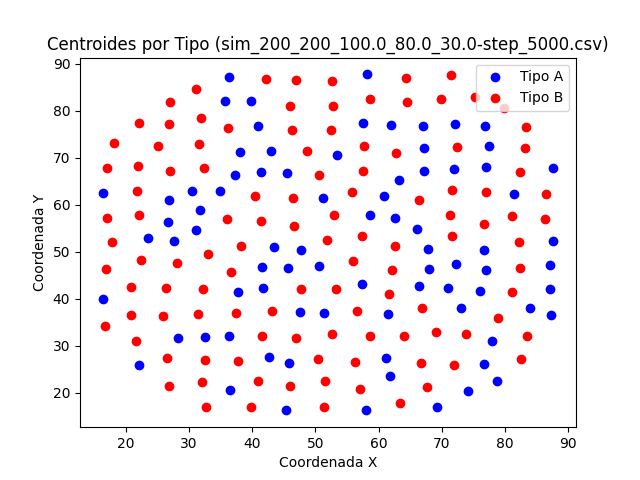 Centroides por Tipo (sim_200_200_100.0_80.0_30.0-step_5000.csv)
Tipo A
Tipo B
90
80
70
60
50
40
30
20
Coordenada Y
20 30 40 50 60 70 80 90
Coordenada X